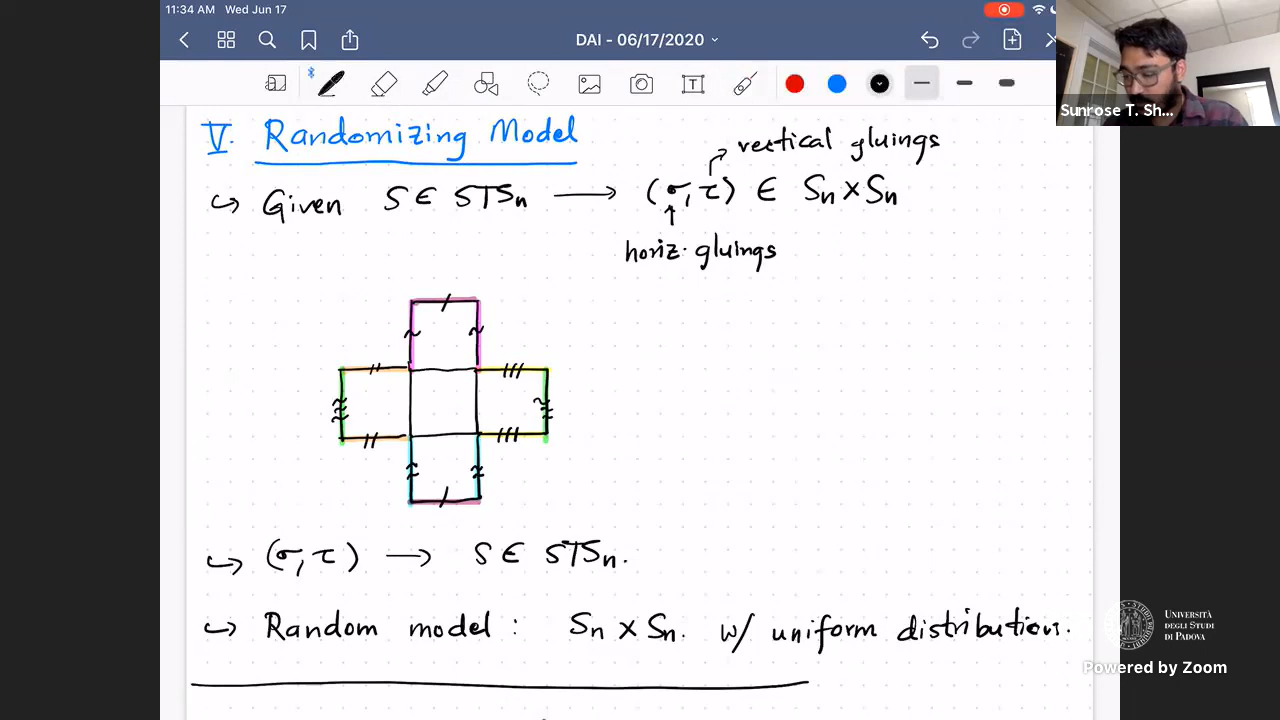 11:34 AM Wed Jun 17
DAI - 06/17/2020
Sunrose T. Sh...
V. Randomizing Model
vertical gluings
↪ Given S ∈ STSn ⟶ (σ, τ) ∈ Sn × Sn
horiz. gluings
↪ (σ, τ) ⟶ S ∈ STSn.
↪ Random model : Sn × Sn. w/ uniform distribution.
UNIVERSITÀ
DEGLI STUDI
DI PADOVA
Powered by Zoom